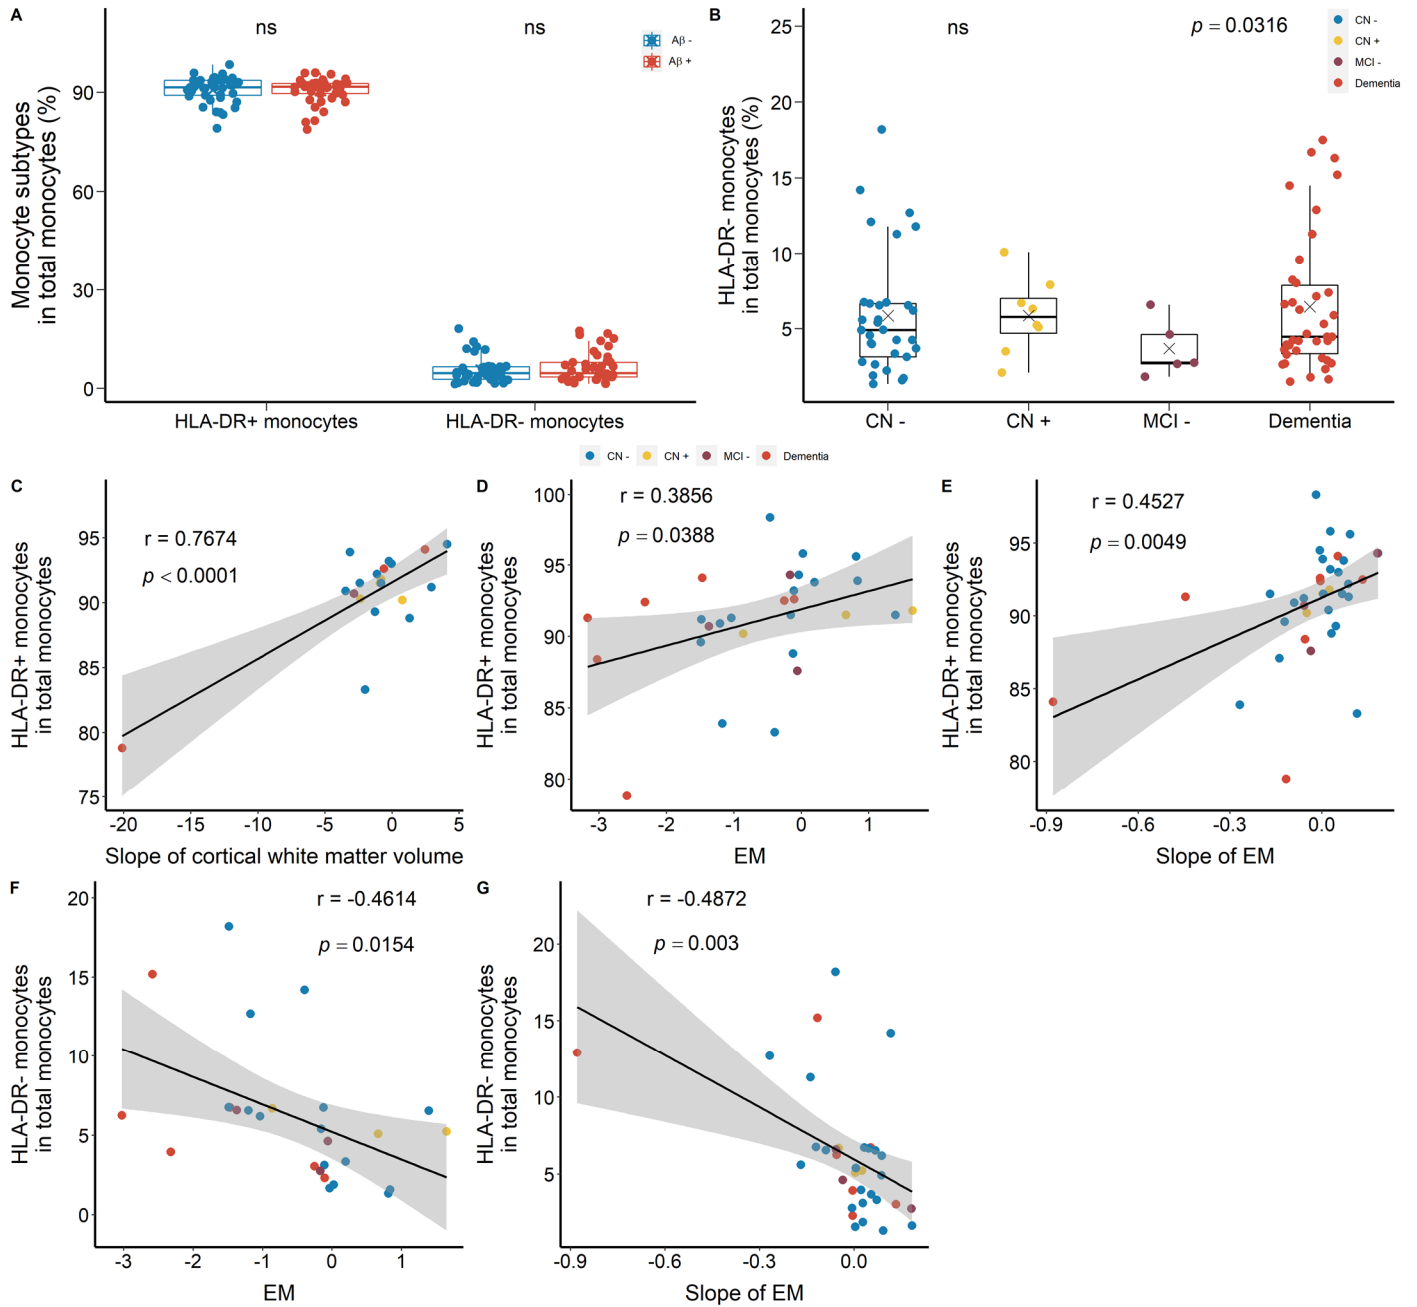 A
ns
ns
Aβ -
Aβ +
Monocyte subtypes
in total monocytes (%)
90
60
30
0
HLA-DR+ monocytes
HLA-DR- monocytes
B
ns
p = 0.0316
CN -
CN +
MCI -
Dementia
HLA-DR- monocytes
in total monocytes (%)
25
20
15
10
5
CN -
CN +
MCI -
Dementia
CN -
CN +
MCI -
Dementia
C
r = 0.7674
p < 0.0001
HLA-DR+ monocytes
in total monocytes
95
90
85
80
75
-20
-15
-10
-5
0
5
Slope of cortical white matter volume
D
r = 0.3856
p = 0.0388
HLA-DR+ monocytes
in total monocytes
100
95
90
85
80
-3
-2
-1
0
1
EM
E
r = 0.4527
p = 0.0049
HLA-DR+ monocytes
in total monocytes
95
90
85
80
-0.9
-0.6
-0.3
0.0
Slope of EM
F
r = -0.4614
p = 0.0154
HLA-DR- monocytes
in total monocytes
20
15
10
5
0
-3
-2
-1
0
1
EM
G
r = -0.4872
p = 0.003
HLA-DR- monocytes
in total monocytes
20
15
10
5
-0.9
-0.6
-0.3
0.0
Slope of EM